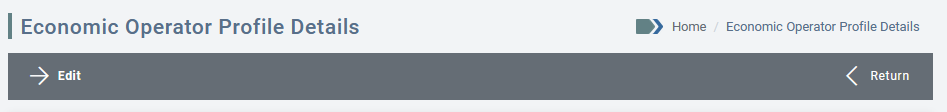 Economic Operator Profile Details
Home / Economic Operator Profile Details
Edit
Return